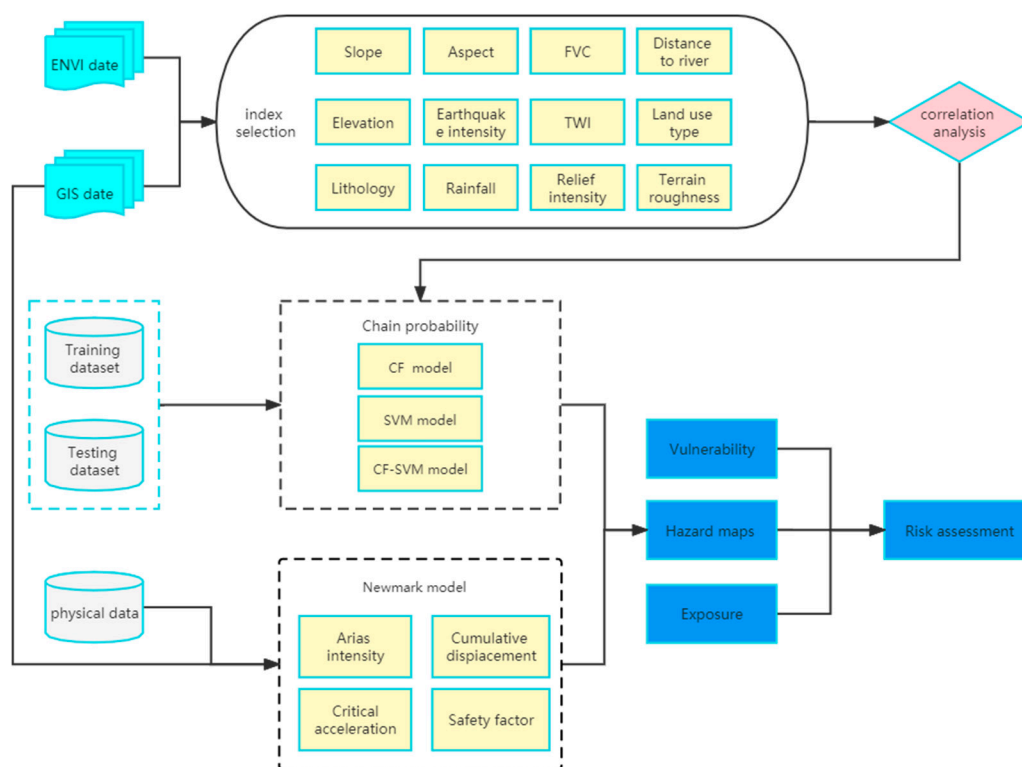 ENVI date
GIS date
index
selection
Slope
Aspect
FVC
Distance
to river
Elevation
Earthquak
e intensity
TWI
Land use
type
Lithology
Rainfall
Relief
intensity
Terrain
roughness
correlation
analysis
Training
dataset
Testing
dataset
Chain probability
CF model
SVM model
CF-SVM model
physical data
Newmark model
Arias
intensity
Cumulative
dispiacement
Critical
acceleration
Safety factor
Vulnerability
Hazard maps
Exposure
Risk assessment